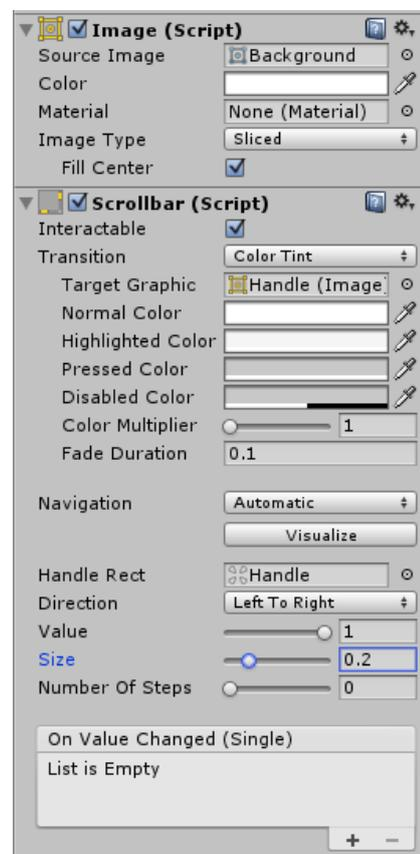 Image (Script)
Source Image Background
Color
Material None (Material)
Image Type Sliced
Fill Center
Scrollbar (Script)
Interactable
Transition Color Tint
Target Graphic Handle (Image)
Normal Color
Highlighted Color
Pressed Color
Disabled Color
Color Multiplier 1
Fade Duration 0.1
Navigation Automatic
Visualize
Handle Rect Handle
Direction Left To Right
Value 1
Size 0.2
Number Of Steps 0
On Value Changed (Single)
List is Empty
+ −